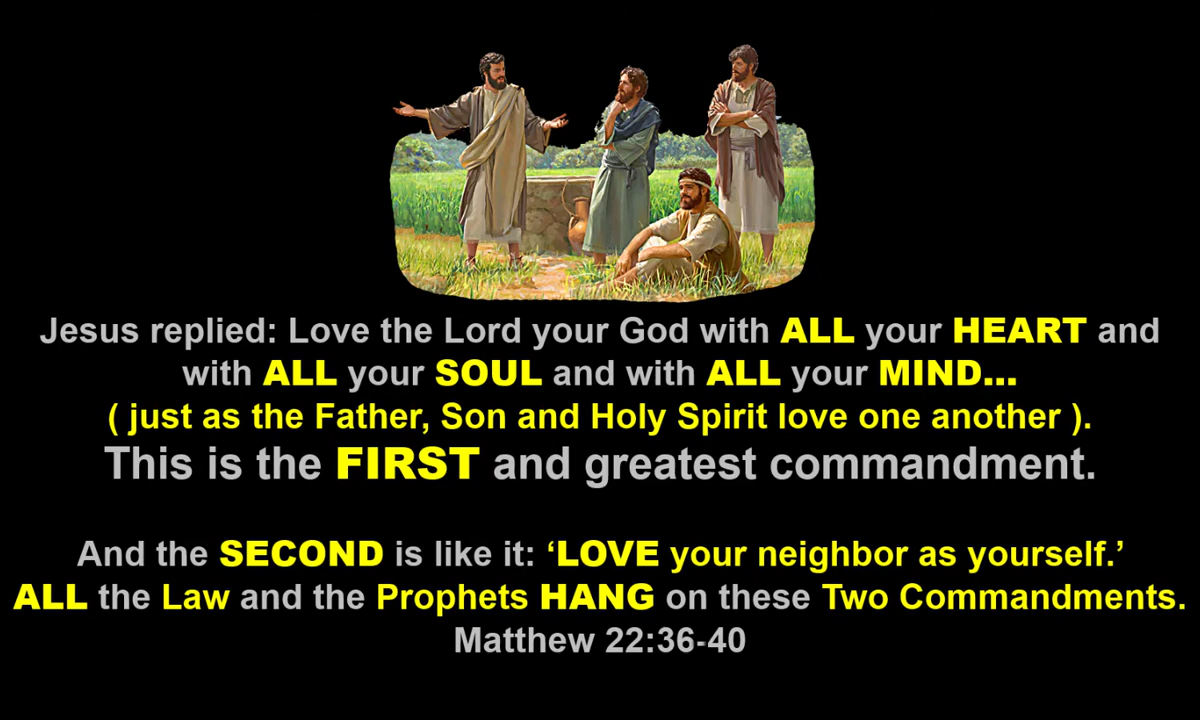 Jesus replied: Love the Lord your God with ALL your HEART and
with ALL your SOUL and with ALL your MIND...
( just as the Father, Son and Holy Spirit love one another ).
This is the FIRST and greatest commandment.
And the SECOND is like it: ‘LOVE your neighbor as yourself.’
ALL the Law and the Prophets HANG on these Two Commandments.
Matthew 22:36-40